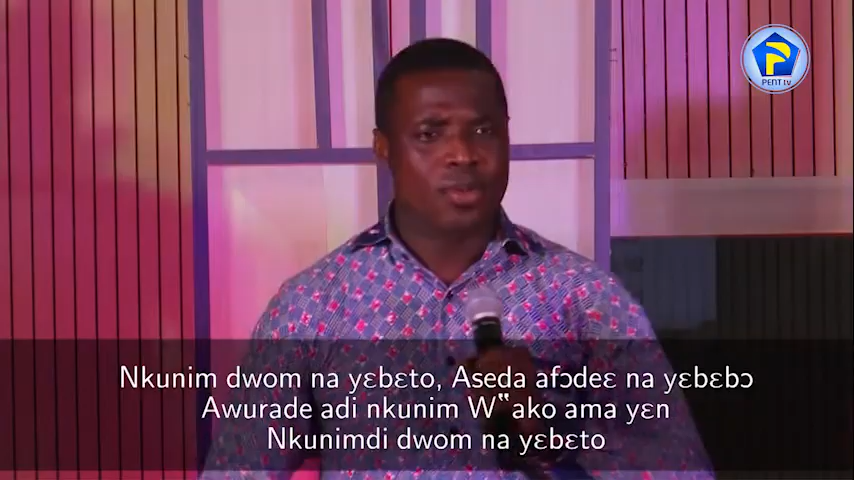 P
PENT tv
Nkunim dwom na yɛbɛto, Aseda afɔdeɛ na yɛbɛbɔ
Awurade adi nkunim W‟ako ama yɛn
Nkunimdi dwom na yɛbɛto